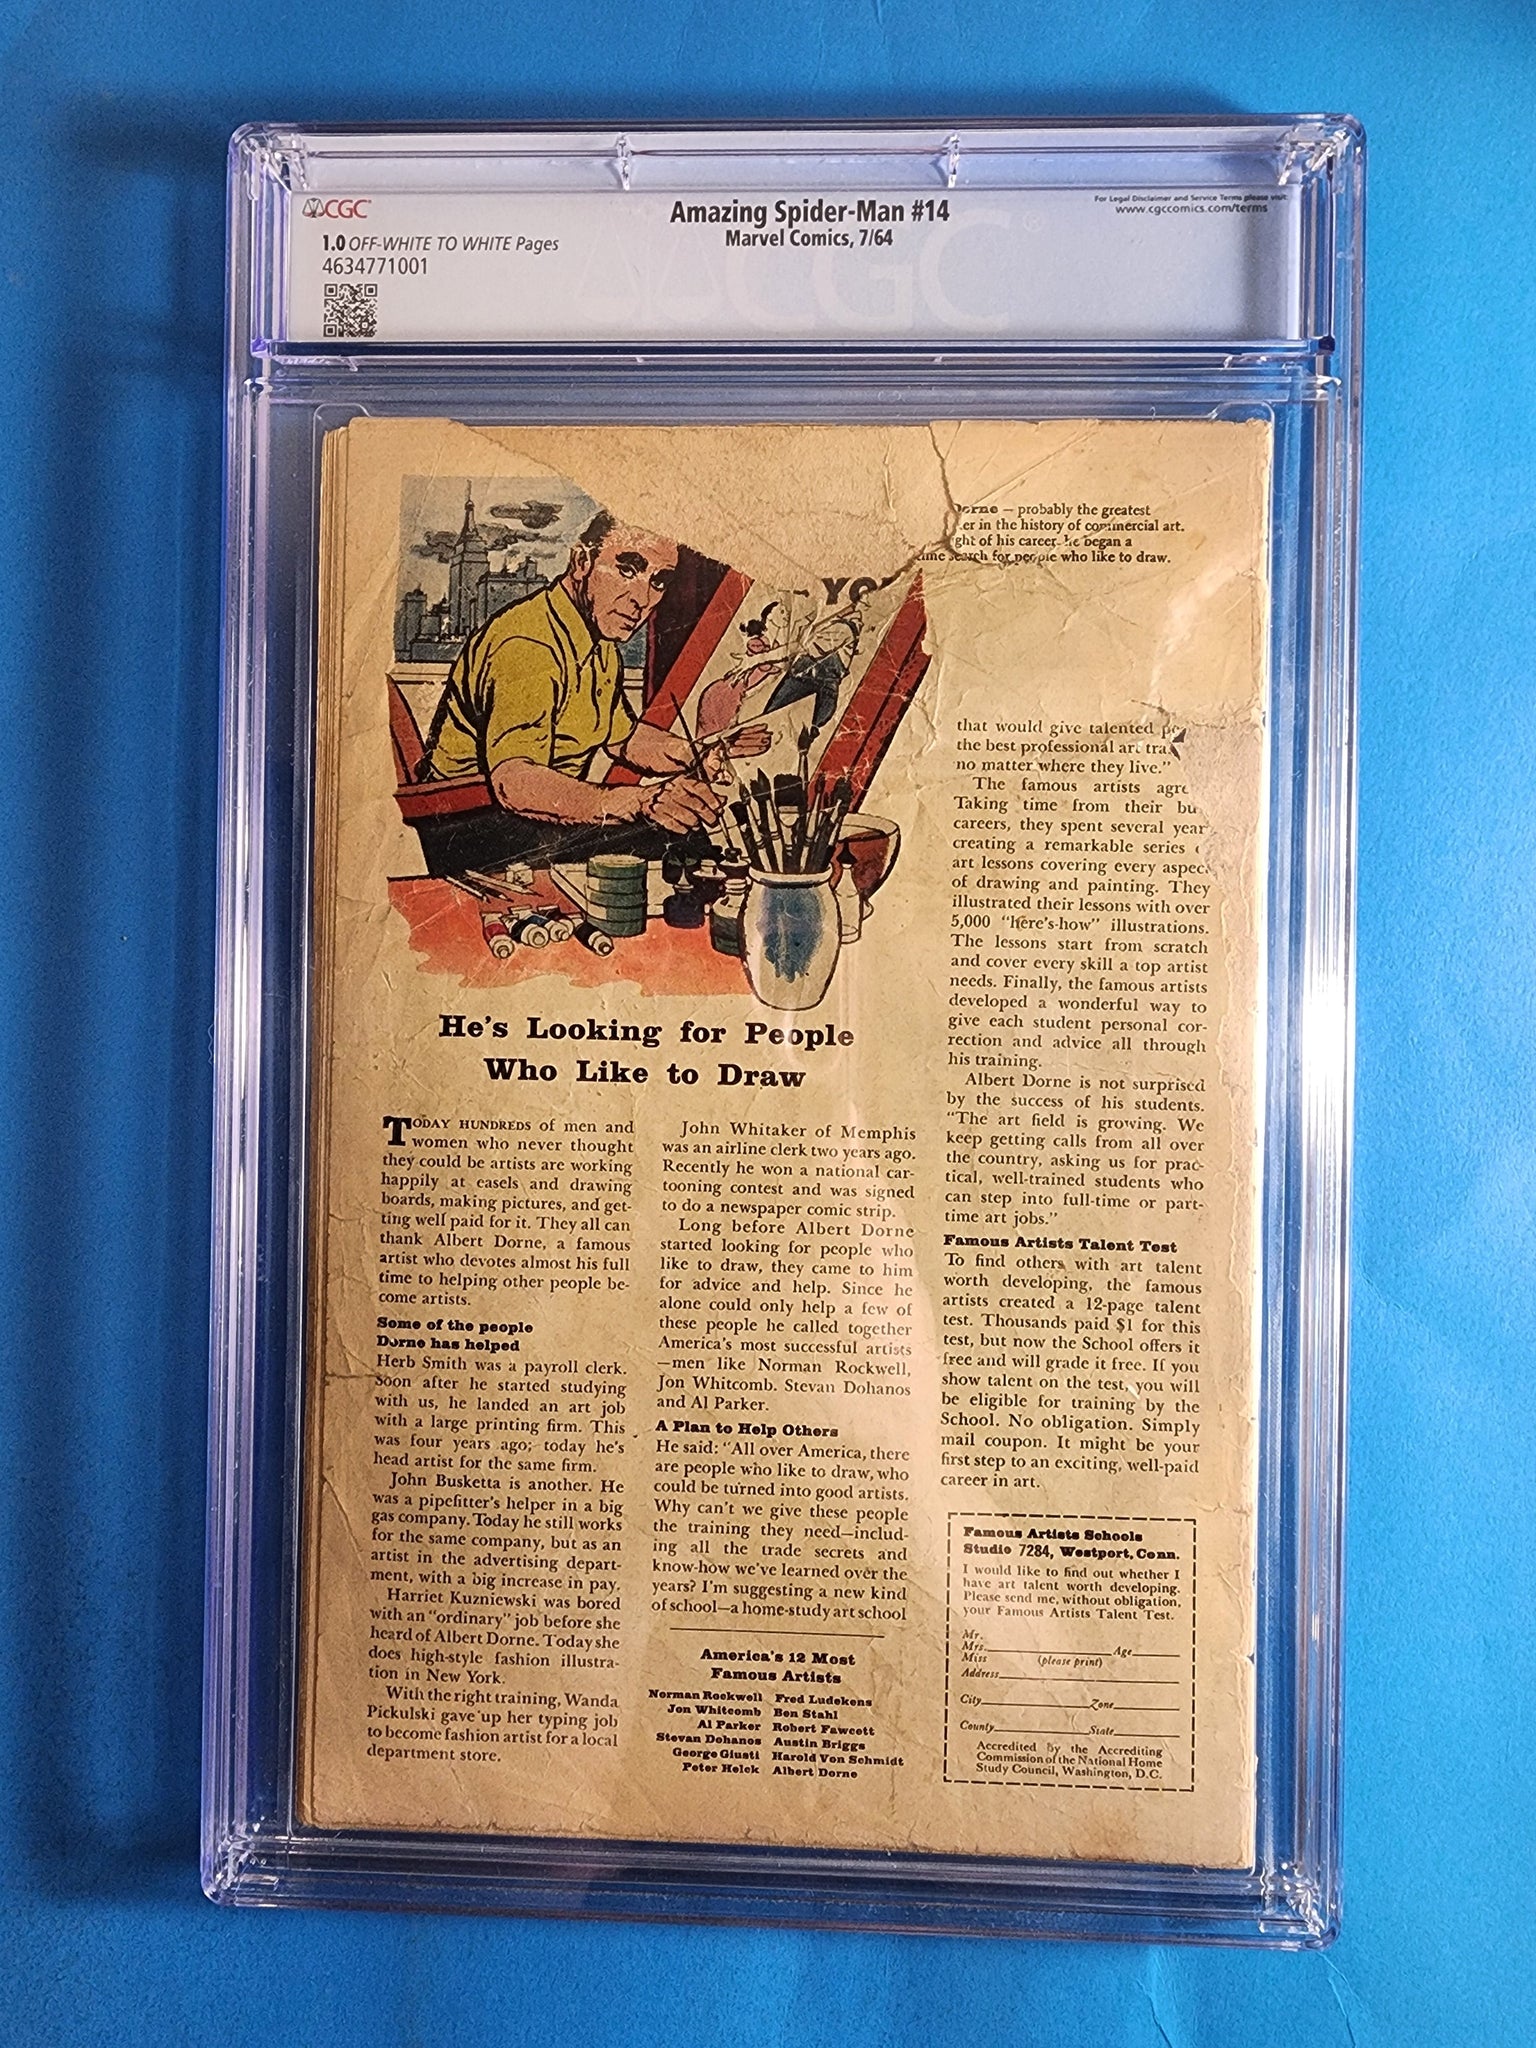 CGC
1.0 OFF-WHITE TO WHITE Pages
4634771001
Amazing Spider-Man #14
Marvel Comics, 7/64
For Legal Disclaimer and Service Terms please visit
www.cgccomics.com/terms
CGC
Dorne — probably the greatest
in the history of commercial art.
of his career he began a
search for people who like to draw.
He's Looking for People
Who Like to Draw
TODAY HUNDREDS of men and
women who never thought
they could be artists are working
happily at easels and drawing
boards, making pictures, and get-
ting well paid for it. They all can
thank Albert Dorne, a famous
artist who devotes almost his full
time to helping other people be-
come artists.
Some of the people
Dorne has helped
Herb Smith was a payroll clerk.
Soon after he started studying
with us, he landed an art job
with a large printing firm. This
was four years ago; today he's
head artist for the same firm.
John Busketta is another. He
was a pipefitter's helper in a big
gas company. Today he still works
for the same company, but as an
artist in the advertising depart-
ment, with a big increase in pay.
Harriet Kuzniewski was bored
with an "ordinary" job before she
heard of Albert Dorne. Today she
does high-style fashion illustra-
tion in New York.
With the right training, Wanda
Pickulski gave up her typing job
to become fashion artist for a local
department store.
John Whitaker of Memphis
was an airline clerk two years ago.
Recently he won a national car-
tooning contest and was signed
to do a newspaper comic strip.
Long before Albert Dorne
started looking for people who
like to draw, they came to him
for advice and help. Since he
alone could only help a few of
these people he called together
America's most successful artists
—men like Norman Rockwell,
Jon Whitcomb, Stevan Dohanos
and Al Parker.
A Plan to Help Others
He said: "All over America, there
are people who like to draw, who
could be turned into good artists.
Why can't we give these people
the training they need—includ-
ing all the trade secrets and
know-how we've learned over the
years? I'm suggesting a new kind
of school—a home-study art school
America's 12 Most
Famous Artists
Norman Rockwell Fred Ludekens
Jon Whitcomb Ben Stahl
Al Parker Robert Fawcett
Stevan Dohanos Austin Briggs
George Giusti Harold Von Schmidt
Peter Helck Albert Dorne
that would give talented
the best professional art
no matter where they live."
The famous artists
Taking time from their
careers, they spent several
creating a remarkable series
art lessons covering every
of drawing and painting. They
illustrated their lessons with over
5,000 "here's-how" illustrations.
The lessons start from scratch
and cover every skill a top artist
needs. Finally, the famous artists
developed a wonderful way to
give each student personal cor-
rection and advice all through
his training.
Albert Dorne is not surprised
by the success of his students.
"The art field is growing. We
keep getting calls from all over
the country, asking us for prac-
tical, well-trained students who
can step into full-time or part-
time art jobs."
Famous Artists Talent Test
To find others with art talent
worth developing, the famous
artists created a 12-page talent
test. Thousands paid $1 for this
test, but now the School offers it
free and will grade it free. If you
show talent on the test, you will
be eligible for training by the
School. No obligation. Simply
mail coupon. It might be your
first step to an exciting, well-paid
career in art.
Famous Artists Schools
Studio 7284, Westport, Conn.
I would like to find out whether I
have art talent worth developing.
Please send me, without obligation,
your Famous Artists Talent Test.
Mr.
Mrs. Age
Miss (please print)
Address
City Zone
County State
Accredited by the Accrediting
Commission of the National Home
Study Council, Washington, D.C.